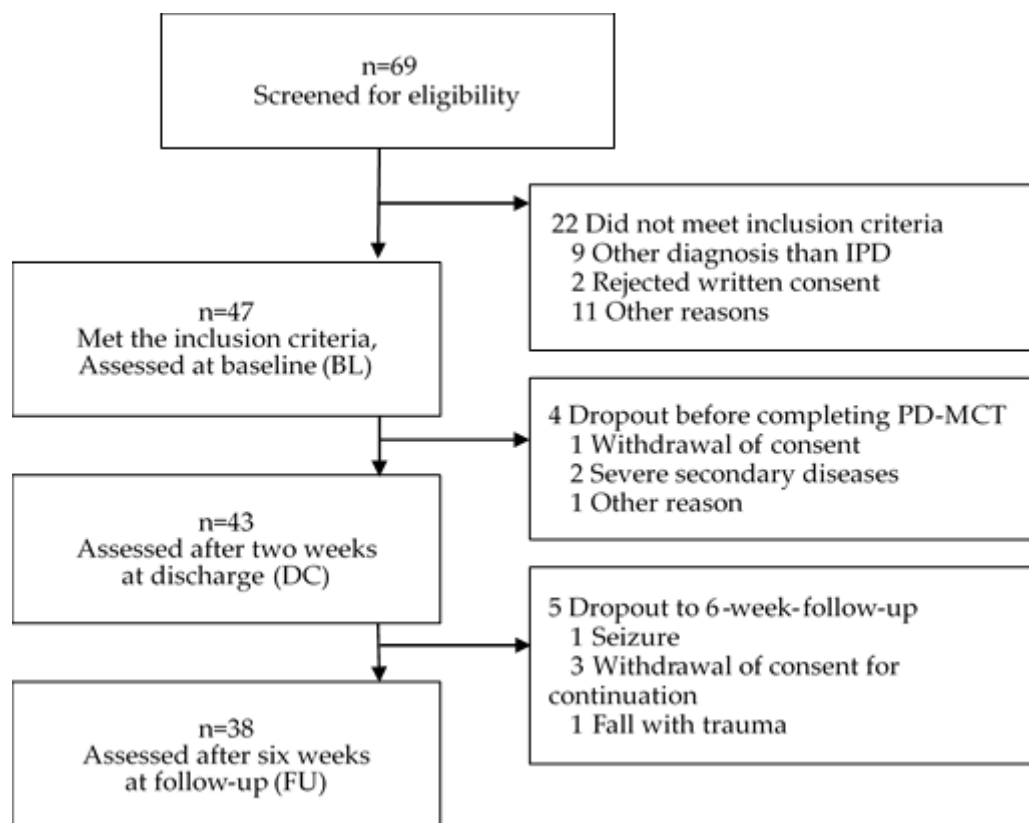 n=69
Screened for eligibility
22 Did not meet inclusion criteria
9 Other diagnosis than IPD
2 Rejected written consent
11 Other reasons
n=47
Met the inclusion criteria,
Assessed at baseline (BL)
4 Dropout before completing PD-MCT
1 Withdrawal of consent
2 Severe secondary diseases
1 Other reason
n=43
Assessed after two weeks
at discharge (DC)
5 Dropout to 6-week-follow-up
1 Seizure
3 Withdrawal of consent for
continuation
1 Fall with trauma
n=38
Assessed after six weeks
at follow-up (FU)